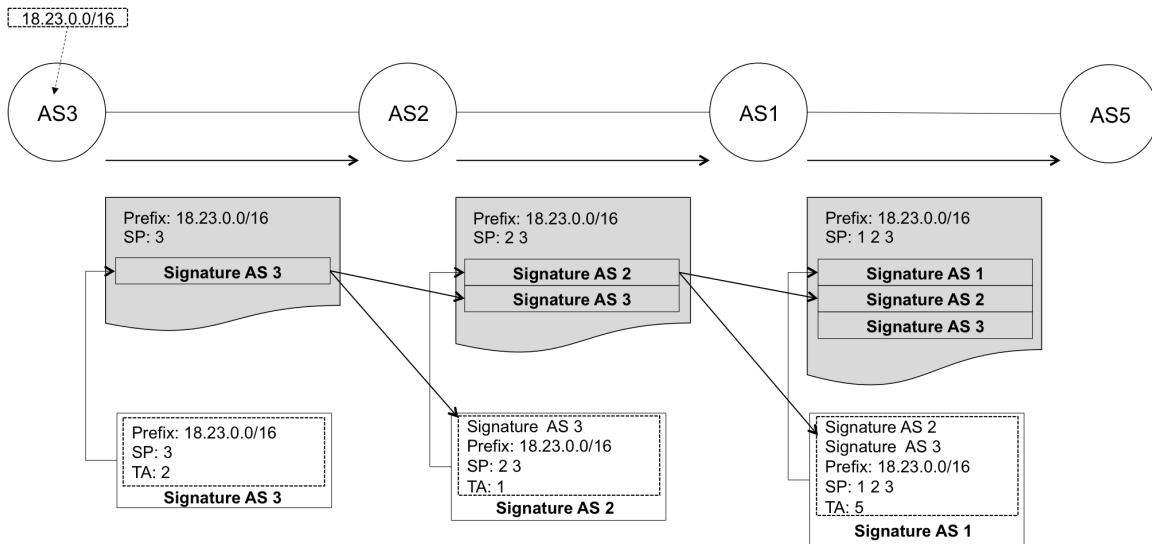 18.23.0.0/16
AS3
AS2
AS1
AS5
Prefix: 18.23.0.0/16
SP: 3
Signature AS 3
Prefix: 18.23.0.0/16
SP: 2 3
Signature AS 2
Signature AS 3
Prefix: 18.23.0.0/16
SP: 1 2 3
Signature AS 1
Signature AS 2
Signature AS 3
Prefix: 18.23.0.0/16
SP: 3
TA: 2
Signature AS 3
Signature AS 3
Prefix: 18.23.0.0/16
SP: 2 3
TA: 1
Signature AS 2
Signature AS 2
Signature AS 3
Prefix: 18.23.0.0/16
SP: 1 2 3
TA: 5
Signature AS 1